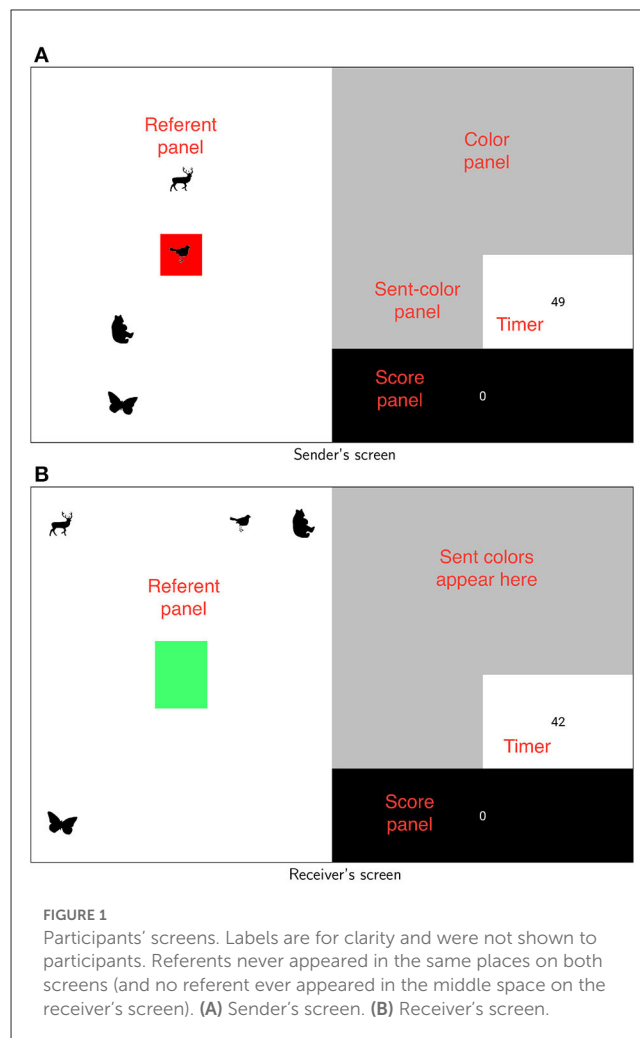 A
Referent
panel
Color
panel
Sent-color
panel
49
Timer
Score
panel
0
Sender's screen
B
Referent
panel
Sent colors
appear here
42
Timer
Score
panel
0
Receiver's screen
FIGURE 1
Participants' screens. Labels are for clarity and were not shown to
participants. Referents never appeared in the same places on both
screens (and no referent ever appeared in the middle space on the
receiver's screen). (A) Sender's screen. (B) Receiver's screen.